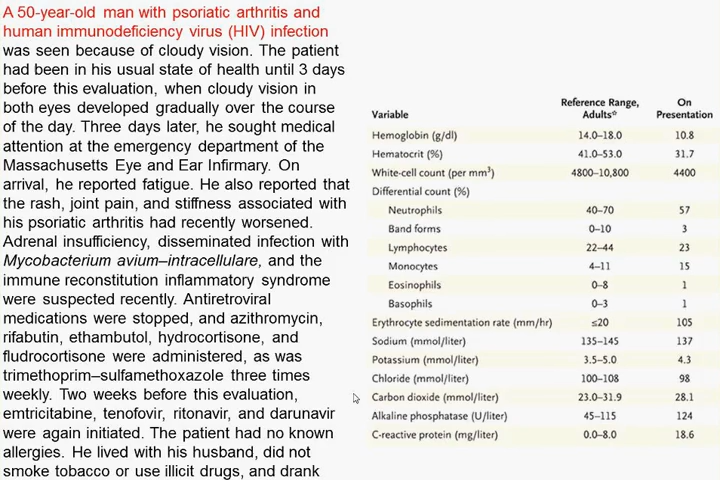 A 50-year-old man with psoriatic arthritis and
human immunodeficiency virus (HIV) infection
was seen because of cloudy vision. The patient
had been in his usual state of health until 3 days
before this evaluation, when cloudy vision in
both eyes developed gradually over the course
of the day. Three days later, he sought medical
attention at the emergency department of the
Massachusetts Eye and Ear Infirmary. On
arrival, he reported fatigue. He also reported that
the rash, joint pain, and stiffness associated with
his psoriatic arthritis had recently worsened.
Adrenal insufficiency, disseminated infection with
Mycobacterium avium–intracellulare, and the
immune reconstitution inflammatory syndrome
were suspected recently. Antiretroviral
medications were stopped, and azithromycin,
rifabutin, ethambutol, hydrocortisone, and
fludrocortisone were administered, as was
trimethoprim–sulfamethoxazole three times
weekly. Two weeks before this evaluation,
emtricitabine, tenofovir, ritonavir, and darunavir
were again initiated. The patient had no known
allergies. He lived with his husband, did not
smoke tobacco or use illicit drugs, and drank
Variable Reference Range, Adults* On Presentation
Hemoglobin (g/dl) 14.0–18.0 10.8
Hematocrit (%) 41.0–53.0 31.7
White-cell count (per mm³) 4800–10,800 4400
Differential count (%)
Neutrophils 40–70 57
Band forms 0–10 3
Lymphocytes 22–44 23
Monocytes 4–11 15
Eosinophils 0–8 1
Basophils 0–3 1
Erythrocyte sedimentation rate (mm/hr) ≤20 105
Sodium (mmol/liter) 135–145 137
Potassium (mmol/liter) 3.5–5.0 4.3
Chloride (mmol/liter) 100–108 98
Carbon dioxide (mmol/liter) 23.0–31.9 28.1
Alkaline phosphatase (U/liter) 45–115 124
C-reactive protein (mg/liter) 0.0–8.0 18.6